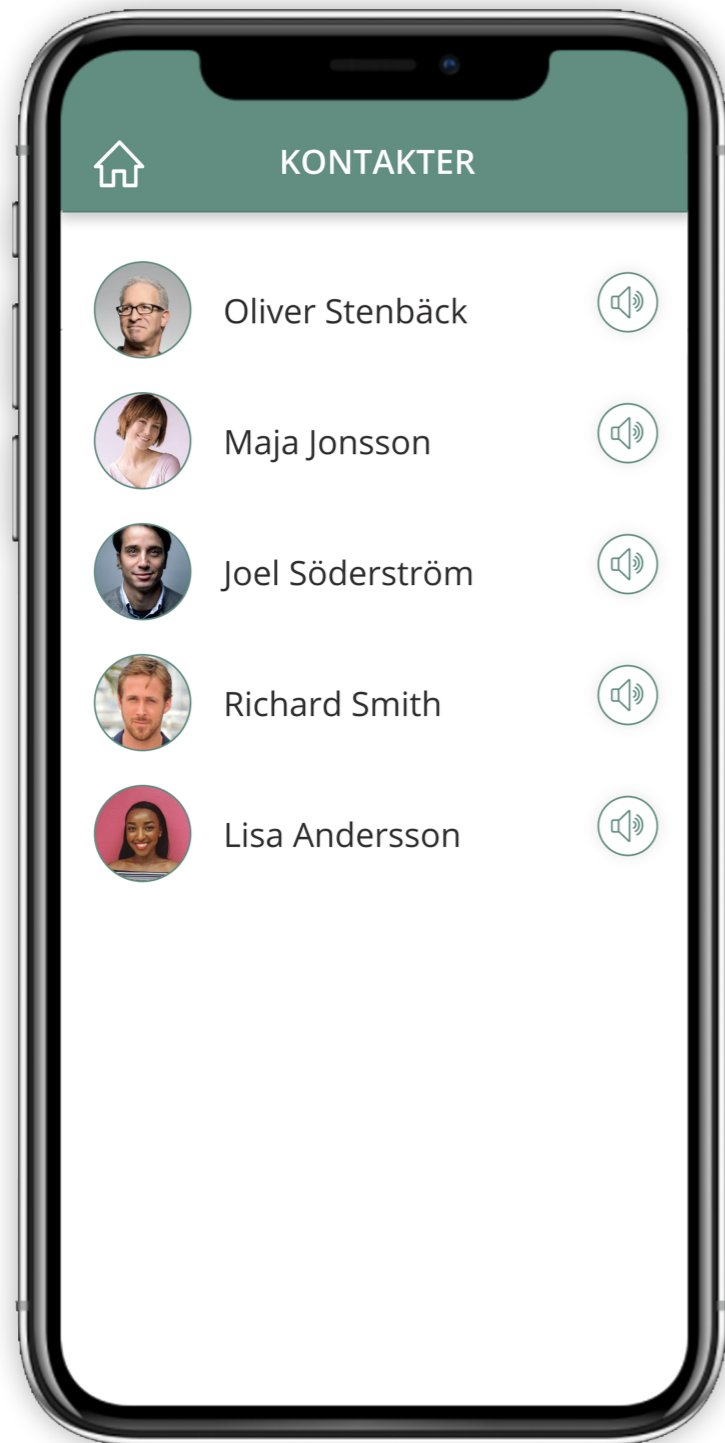 KONTAKTER
Oliver Stenbäck
Maja Jonsson
Joel Söderström
Richard Smith
Lisa Andersson